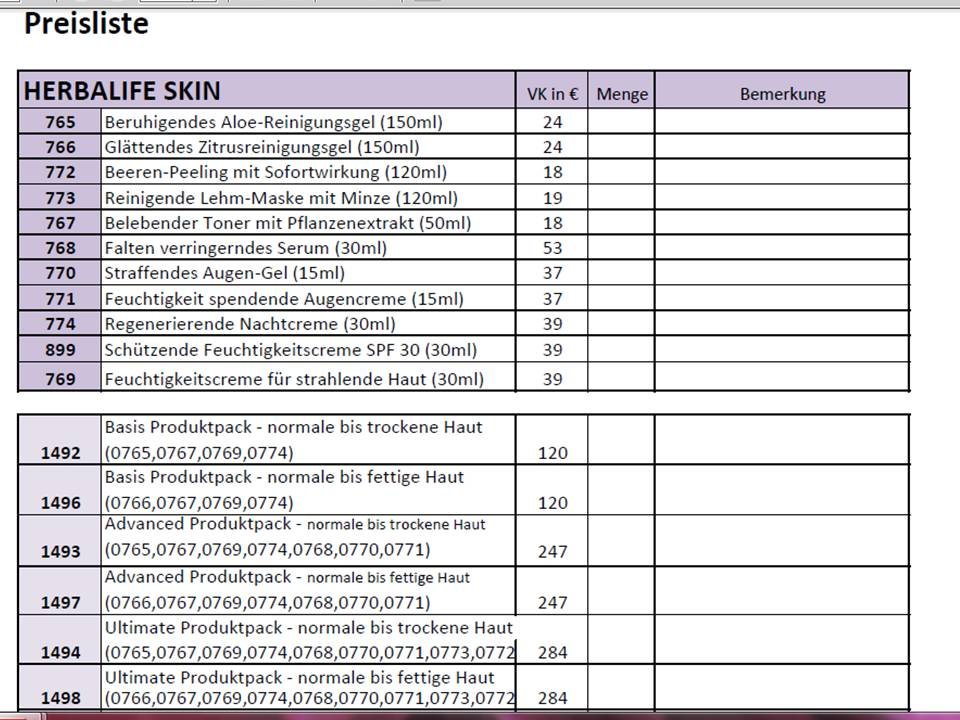 Preisliste
HERBALIFE SKIN VK in € Menge Bemerkung
765 Beruhigendes Aloe-Reinigungsgel (150ml) 24
766 Glättendes Zitrusreinigungsgel (150ml) 24
772 Beeren-Peeling mit Sofortwirkung (120ml) 18
773 Reinigende Lehm-Maske mit Minze (120ml) 19
767 Belebender Toner mit Pflanzenextrakt (50ml) 18
768 Falten verringerndes Serum (30ml) 53
770 Straffendes Augen-Gel (15ml) 37
771 Feuchtigkeit spendende Augencreme (15ml) 37
774 Regenerierende Nachtcreme (30ml) 39
899 Schützende Feuchtigkeitscreme SPF 30 (30ml) 39
769 Feuchtigkeitscreme für strahlende Haut (30ml) 39
Basis Produktpack - normale bis trockene Haut
1492 (0765,0767,0769,0774) 120
Basis Produktpack - normale bis fettige Haut
1496 (0766,0767,0769,0774) 120
Advanced Produktpack - normale bis trockene Haut
1493 (0765,0767,0769,0774,0768,0770,0771) 247
Advanced Produktpack - normale bis fettige Haut
1497 (0766,0767,0769,0774,0768,0770,0771) 247
Ultimate Produktpack - normale bis trockene Haut
1494 (0765,0767,0769,0774,0768,0770,0771,0773,0772 284
Ultimate Produktpack - normale bis fettige Haut
1498 (0766,0767,0769,0774,0768,0770,0771,0773,0772 284